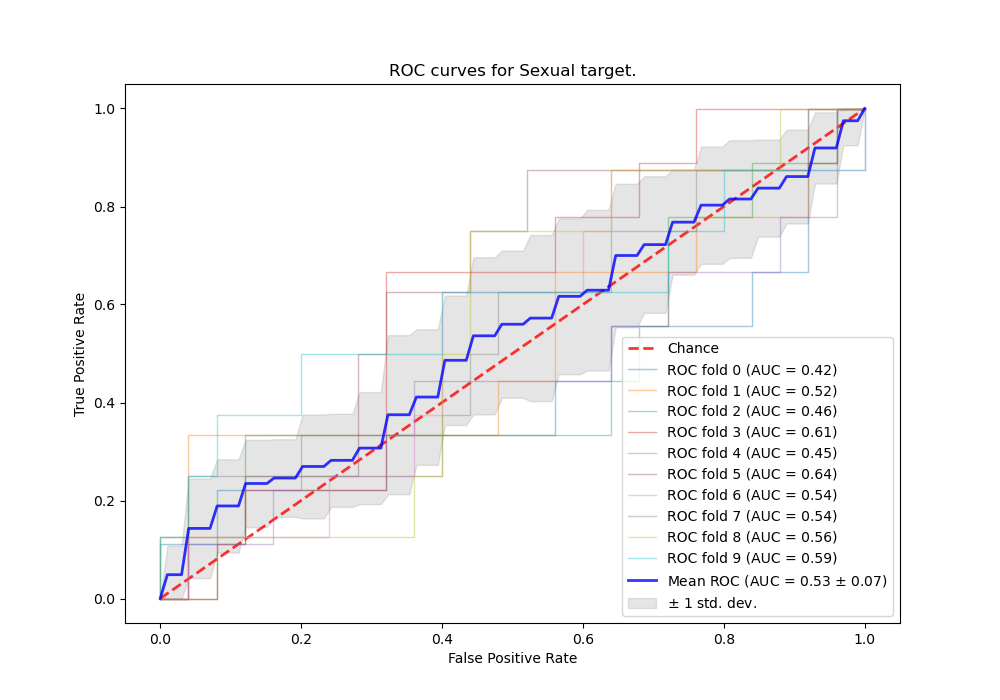 ROC curves for Sexual target.
True Positive Rate
1.0
0.8
0.6
0.4
0.2
0.0
0.0 0.2 0.4 0.6 0.8 1.0
False Positive Rate
Chance
ROC fold 0 (AUC = 0.42)
ROC fold 1 (AUC = 0.52)
ROC fold 2 (AUC = 0.46)
ROC fold 3 (AUC = 0.61)
ROC fold 4 (AUC = 0.45)
ROC fold 5 (AUC = 0.64)
ROC fold 6 (AUC = 0.54)
ROC fold 7 (AUC = 0.54)
ROC fold 8 (AUC = 0.56)
ROC fold 9 (AUC = 0.59)
Mean ROC (AUC = 0.53 ± 0.07)
± 1 std. dev.